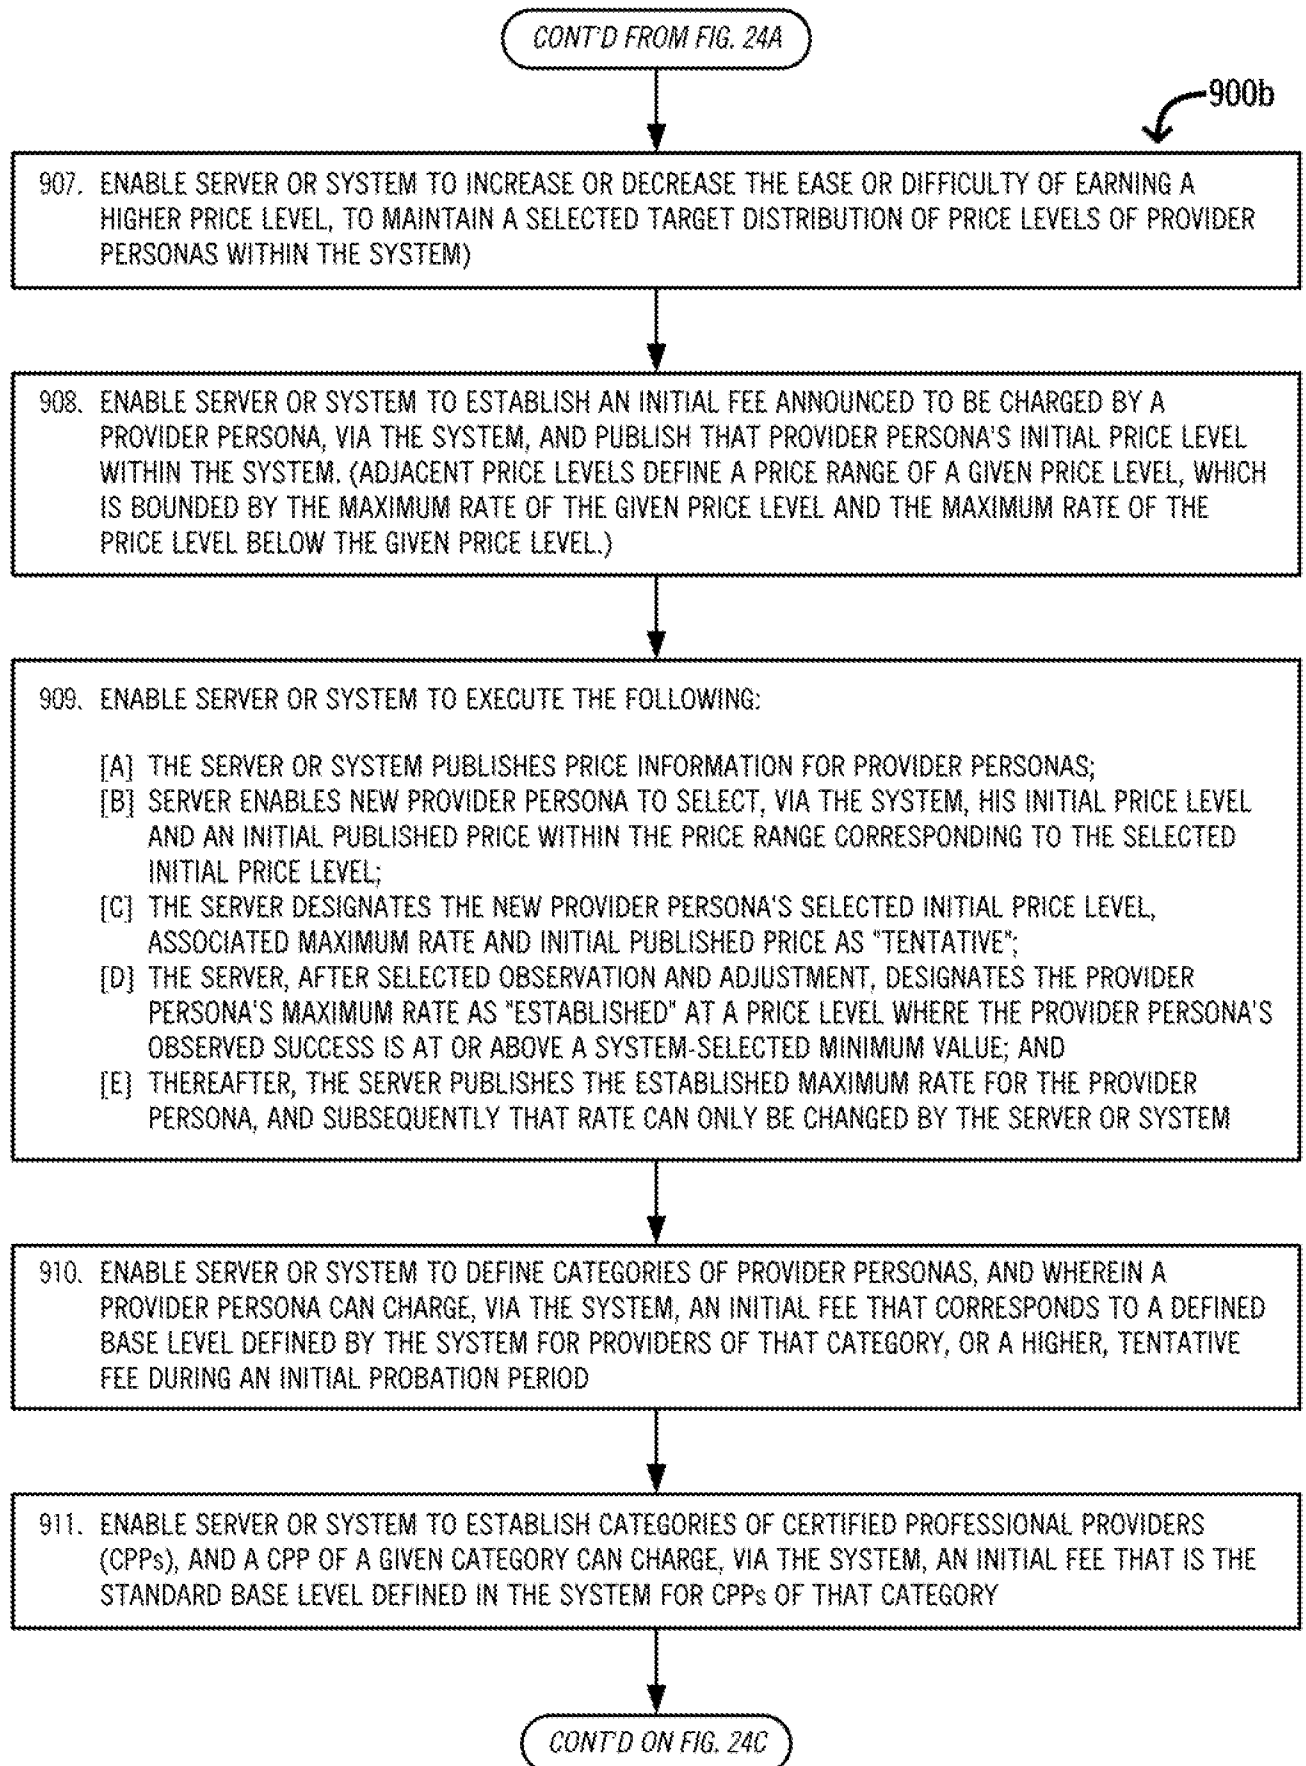 CONT'D FROM FIG. 24A
900b
907. ENABLE SERVER OR SYSTEM TO INCREASE OR DECREASE THE EASE OR DIFFICULTY OF EARNING A
HIGHER PRICE LEVEL, TO MAINTAIN A SELECTED TARGET DISTRIBUTION OF PRICE LEVELS OF PROVIDER
PERSONAS WITHIN THE SYSTEM)
908. ENABLE SERVER OR SYSTEM TO ESTABLISH AN INITIAL FEE ANNOUNCED TO BE CHARGED BY A
PROVIDER PERSONA, VIA THE SYSTEM, AND PUBLISH THAT PROVIDER PERSONA'S INITIAL PRICE LEVEL
WITHIN THE SYSTEM. (ADJACENT PRICE LEVELS DEFINE A PRICE RANGE OF A GIVEN PRICE LEVEL, WHICH
IS BOUNDED BY THE MAXIMUM RATE OF THE GIVEN PRICE LEVEL AND THE MAXIMUM RATE OF THE
PRICE LEVEL BELOW THE GIVEN PRICE LEVEL.)
909. ENABLE SERVER OR SYSTEM TO EXECUTE THE FOLLOWING:
[A] THE SERVER OR SYSTEM PUBLISHES PRICE INFORMATION FOR PROVIDER PERSONAS;
[B] SERVER ENABLES NEW PROVIDER PERSONA TO SELECT, VIA THE SYSTEM, HIS INITIAL PRICE LEVEL
AND AN INITIAL PUBLISHED PRICE WITHIN THE PRICE RANGE CORRESPONDING TO THE SELECTED
INITIAL PRICE LEVEL;
[C] THE SERVER DESIGNATES THE NEW PROVIDER PERSONA'S SELECTED INITIAL PRICE LEVEL,
ASSOCIATED MAXIMUM RATE AND INITIAL PUBLISHED PRICE AS "TENTATIVE";
[D] THE SERVER, AFTER SELECTED OBSERVATION AND ADJUSTMENT, DESIGNATES THE PROVIDER
PERSONA'S MAXIMUM RATE AS "ESTABLISHED" AT A PRICE LEVEL WHERE THE PROVIDER PERSONA'S
OBSERVED SUCCESS IS AT OR ABOVE A SYSTEM-SELECTED MINIMUM VALUE; AND
[E] THEREAFTER, THE SERVER PUBLISHES THE ESTABLISHED MAXIMUM RATE FOR THE PROVIDER
PERSONA, AND SUBSEQUENTLY THAT RATE CAN ONLY BE CHANGED BY THE SERVER OR SYSTEM
910. ENABLE SERVER OR SYSTEM TO DEFINE CATEGORIES OF PROVIDER PERSONAS, AND WHEREIN A
PROVIDER PERSONA CAN CHARGE, VIA THE SYSTEM, AN INITIAL FEE THAT CORRESPONDS TO A DEFINED
BASE LEVEL DEFINED BY THE SYSTEM FOR PROVIDERS OF THAT CATEGORY, OR A HIGHER, TENTATIVE
FEE DURING AN INITIAL PROBATION PERIOD
911. ENABLE SERVER OR SYSTEM TO ESTABLISH CATEGORIES OF CERTIFIED PROFESSIONAL PROVIDERS
(CPPs), AND A CPP OF A GIVEN CATEGORY CAN CHARGE, VIA THE SYSTEM, AN INITIAL FEE THAT IS THE
STANDARD BASE LEVEL DEFINED IN THE SYSTEM FOR CPPs OF THAT CATEGORY
CONT'D ON FIG. 24C